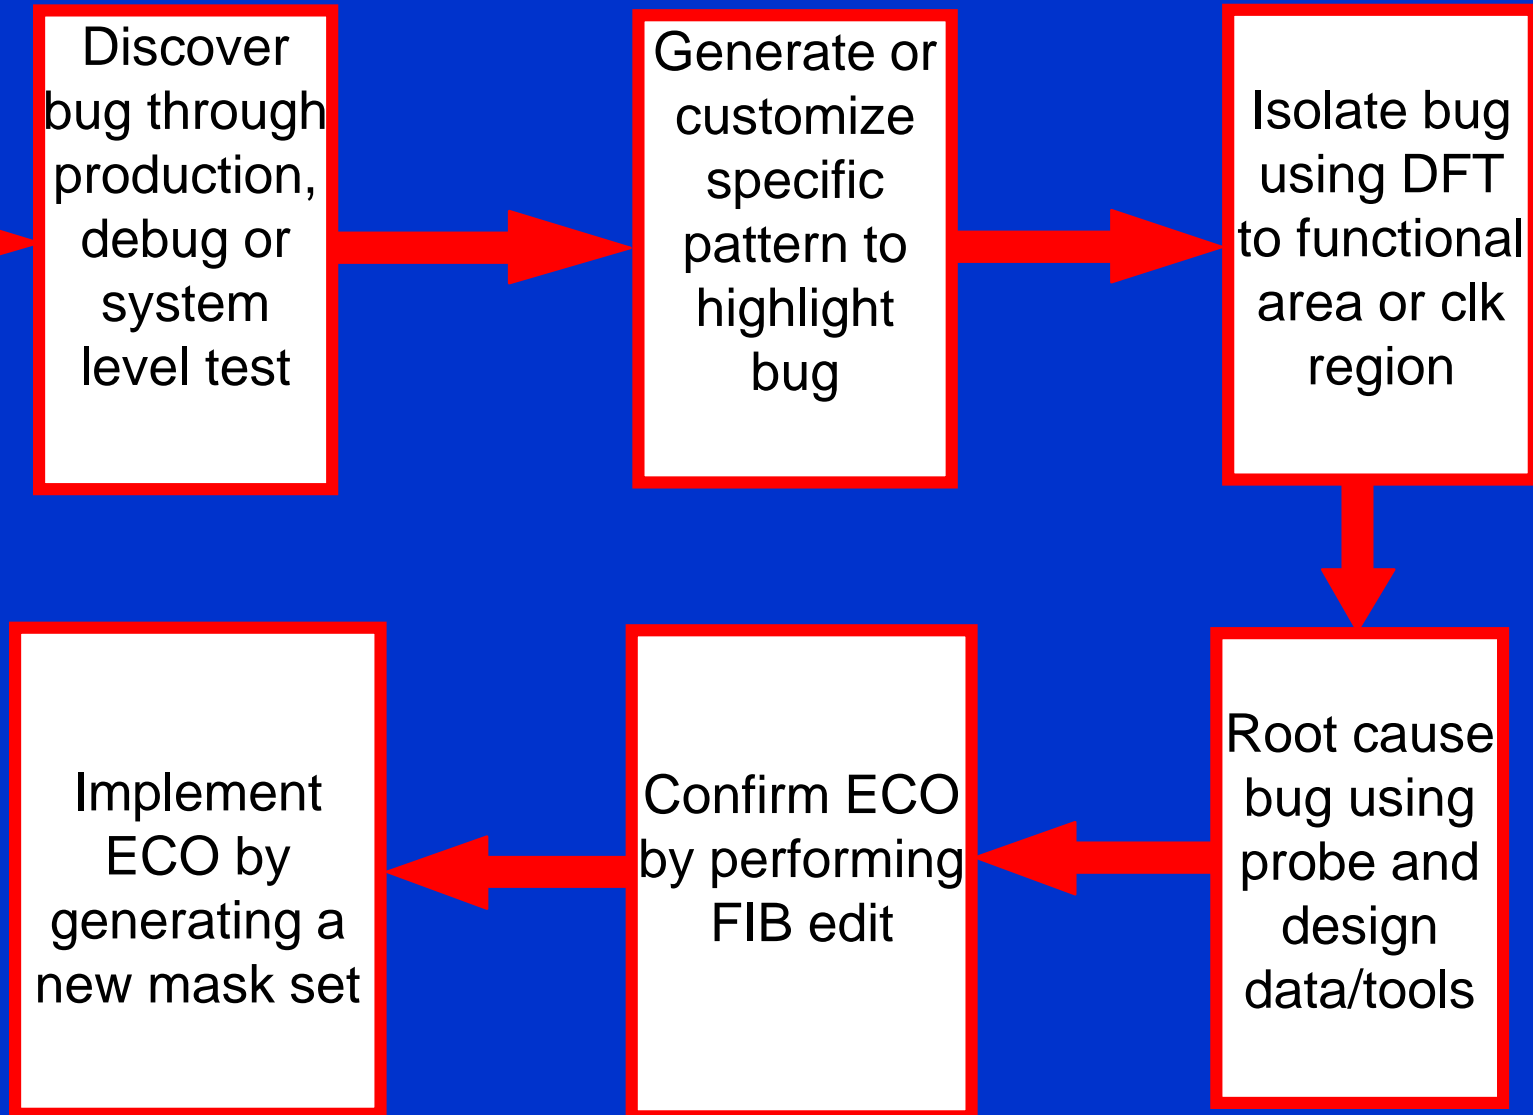 Discover
bug through
production,
debug or
system
level test
Generate or
customize
specific
pattern to
highlight
bug
Isolate bug
using DFT
to functional
area or clk
region
Root cause
bug using
probe and
design
data/tools
Confirm ECO
by performing
FIB edit
Implement
ECO by
generating a
new mask set